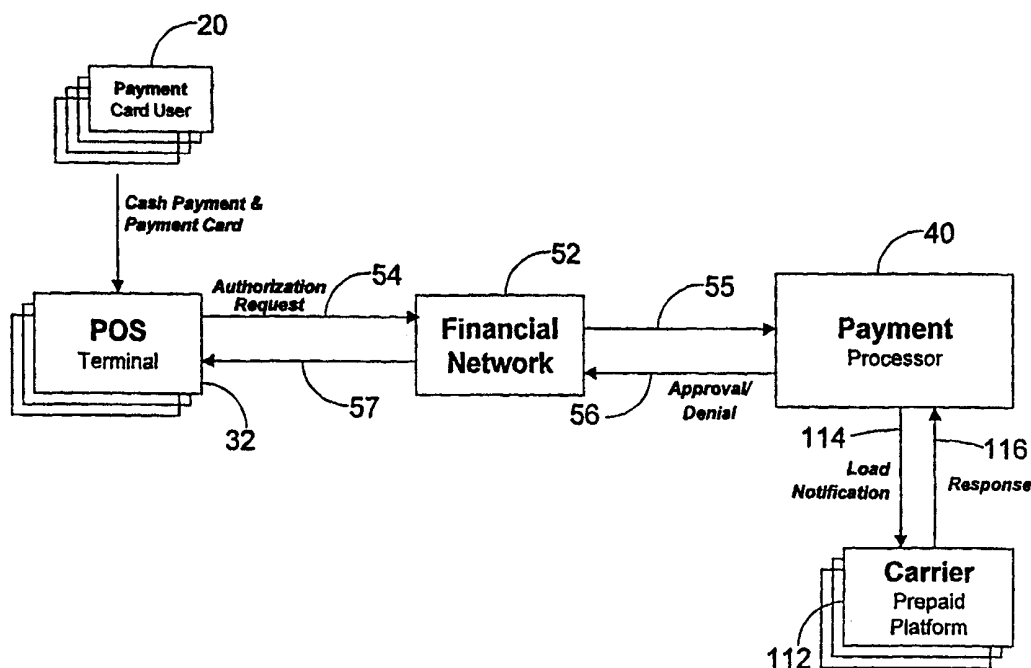 20
Payment
Card User
Cash Payment &
Payment Card
POS
Terminal
32
Authorization
Request
54
57
52
Financial
Network
55
56
Approval/
Denial
40
Payment
Processor
114
Load
Notification
116
Response
Carrier
Prepaid
Platform
112